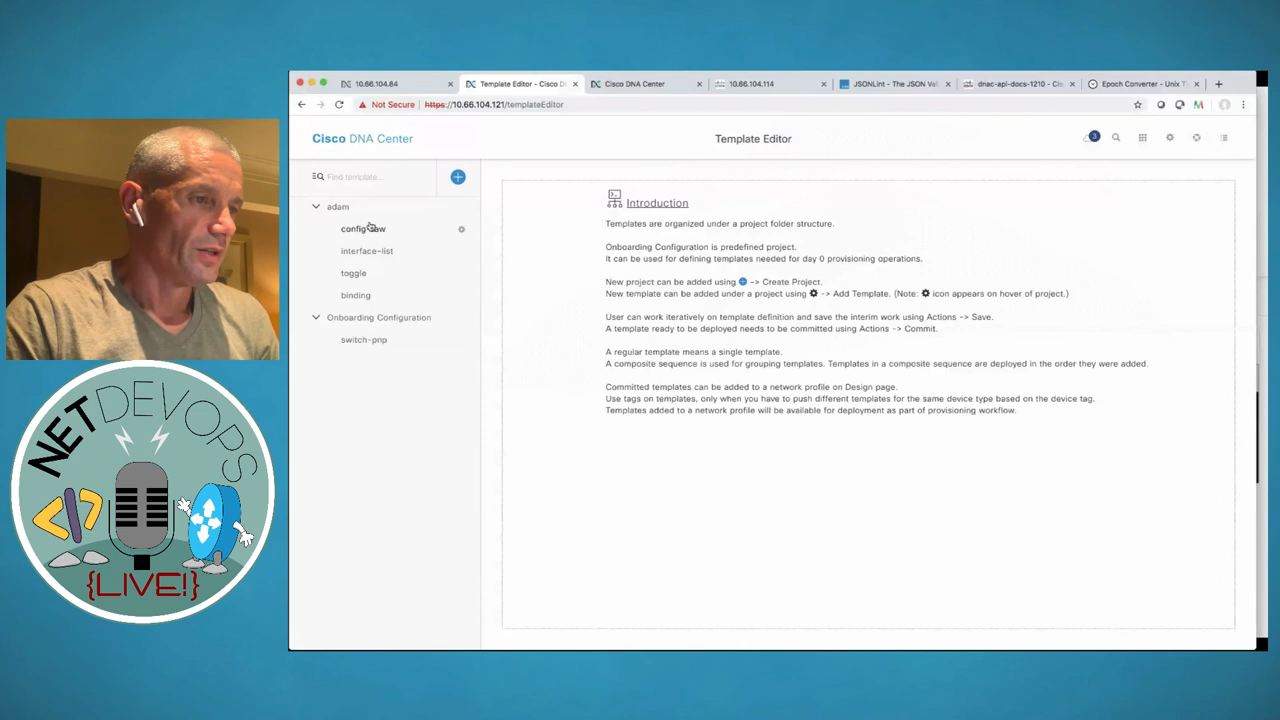 10.66.104.84
Template Editor - Cisco D
Cisco DNA Center
10.66.104.114
JSONLint - The JSON Val
dnac-api-docs-1210 - Cis
Epoch Converter - Unix Ti
Not Secure
https://10.66.104.121/templateEditor
Cisco DNA Center
Template Editor
3
Find template...
adam
interface-list
toggle
binding
Onboarding Configuration
switch-pnp
Introduction
Templates are organized under a project folder structure.
Onboarding Configuration is predefined project.
It can be used for defining templates needed for day 0 provisioning operations.
New project can be added using -> Create Project.
New template can be added under a project using -> Add Template. (Note: icon appears on hover of project.)
User can work iteratively on template definition and save the interim work using Actions -> Save.
A template ready to be deployed needs to be committed using Actions -> Commit.
A regular template means a single template.
A composite sequence is used for grouping templates. Templates in a composite sequence are deployed in the order they were added.
Committed templates can be added to a network profile on Design page.
Use tags on templates, only when you have to push different templates for the same device type based on the device tag.
Templates added to a network profile will be available for deployment as part of provisioning workflow.
NETDEVOPS
</>
{LIVE!}